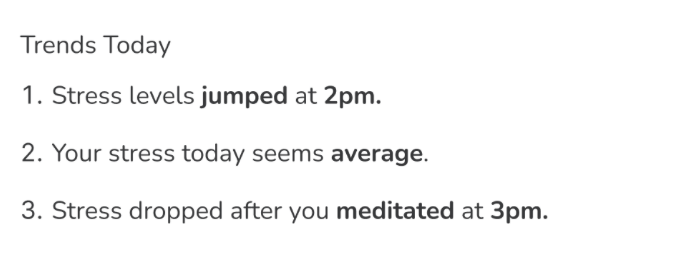 Trends Today
1. Stress levels jumped at 2pm.
2. Your stress today seems average.
3. Stress dropped after you meditated at 3pm.